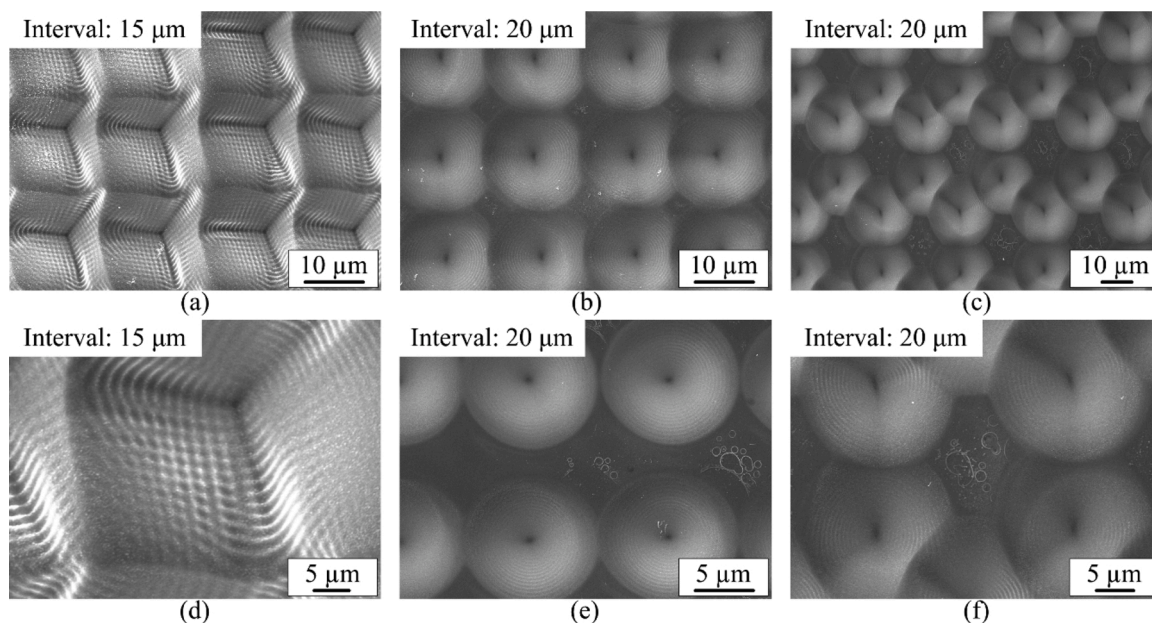 Interval: 15 μm
Interval: 20 μm
Interval: 20 μm
10 μm
10 μm
10 μm
(a)
(b)
(c)
Interval: 15 μm
Interval: 20 μm
Interval: 20 μm
5 μm
5 μm
5 μm
(d)
(e)
(f)